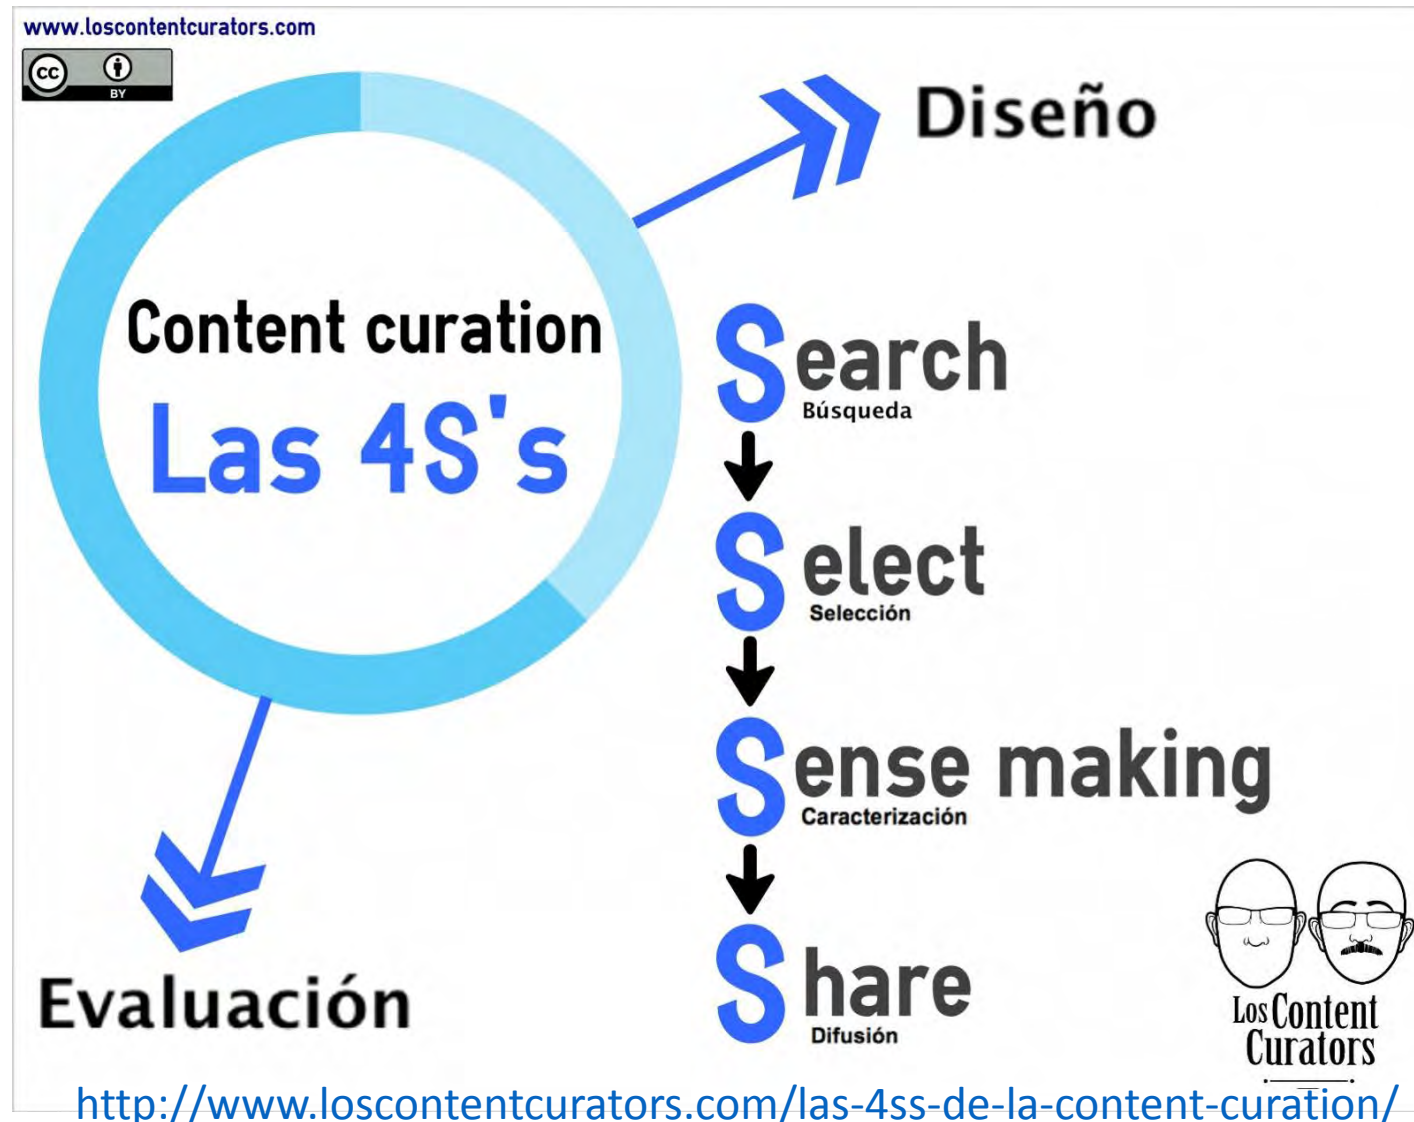 www.loscontentcurators.com
cc
BY
Diseño
Content curation
Las 4S's
Search
Búsqueda
Select
Selección
Sense making
Caracterización
Share
Difusión
Evaluación
Los Content
Curators
http://www.loscontentcurators.com/las-4ss-de-la-content-curation/